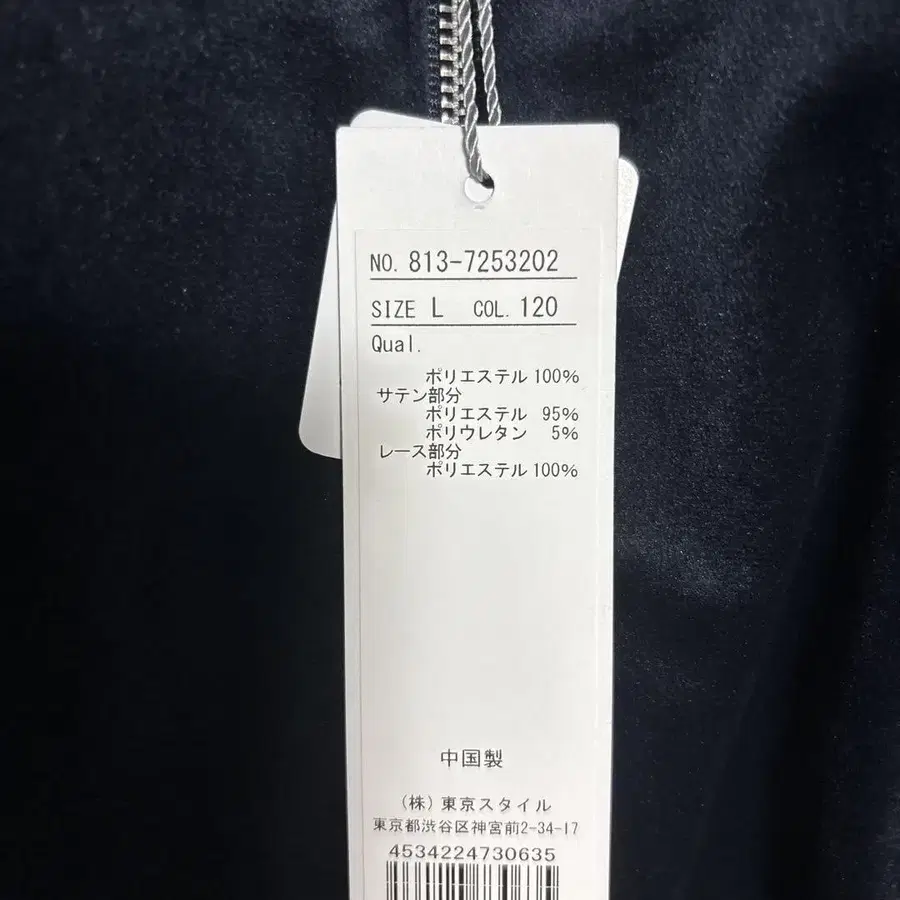 NO. 813-7253202
SIZE L COL. 120
Qual.
ポリエステル 100%
サテン部分
ポリエステル 95%
ポリウレタン 5%
レース部分
ポリエステル 100%
中国製
(株)東京スタイル
東京都渋谷区神宮前2-34-17
4534224730635